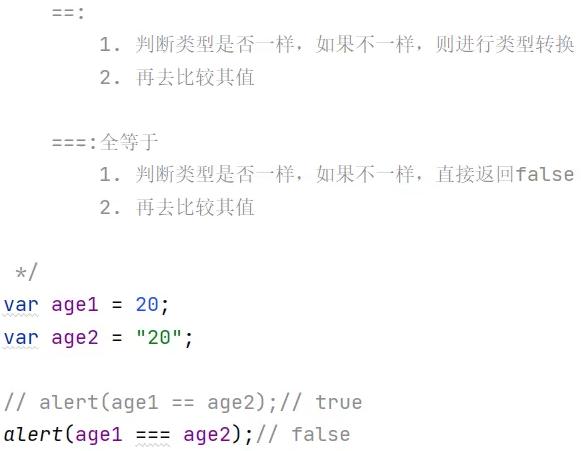 ==:
1. 判断类型是否一样，如果不一样，则进行类型转换
2. 再去比较其值
===:全等于
1. 判断类型是否一样，如果不一样，直接返回false
2. 再去比较其值
*/
var age1 = 20;
var age2 = "20";
// alert(age1 == age2);// true
alert(age1 === age2);// false